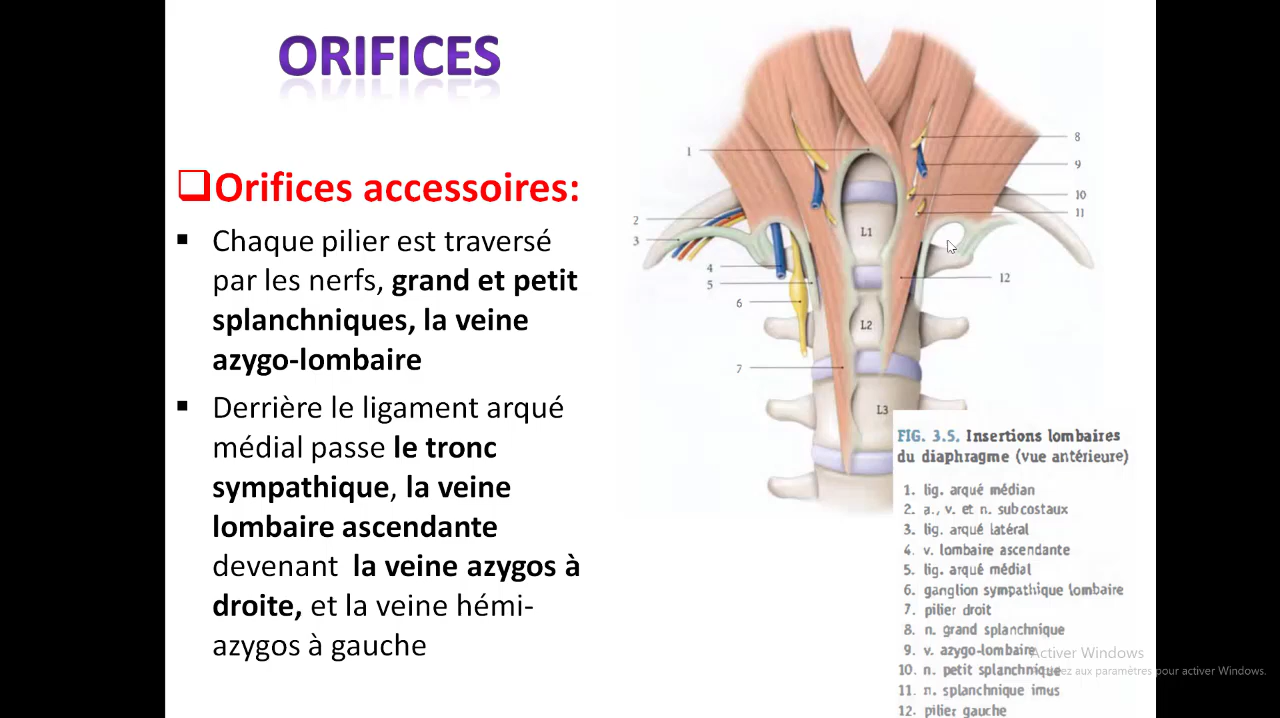 ORIFICES
Orifices accessoires:
Chaque pilier est traversé
par les nerfs, grand et petit
splanchniques, la veine
azygo-lombaire
Derrière le ligament arqué
médial passe le tronc
sympathique, la veine
lombaire ascendante
devenant la veine azygos à
droite, et la veine hémi-
azygos à gauche
1
2
3
4
5
6
7
8
9
10
11
12
L1
L2
L3
FIG. 3.5. Insertions lombaires
du diaphragme (vue antérieure)
1. lig. arqué médian
2. a., v. et n. subcostaux
3. lig. arqué latéral
4. v. lombaire ascendante
5. lig. arqué médial
6. ganglion sympathique lombaire
7. pilier droit
8. n. grand splanchnique
9. v. azygo-lombaire
10. n. petit splanchnique
11. n. splanchnique imus
12. pilier gauche
Activer Windows
aux paramètres pour activer Windows.